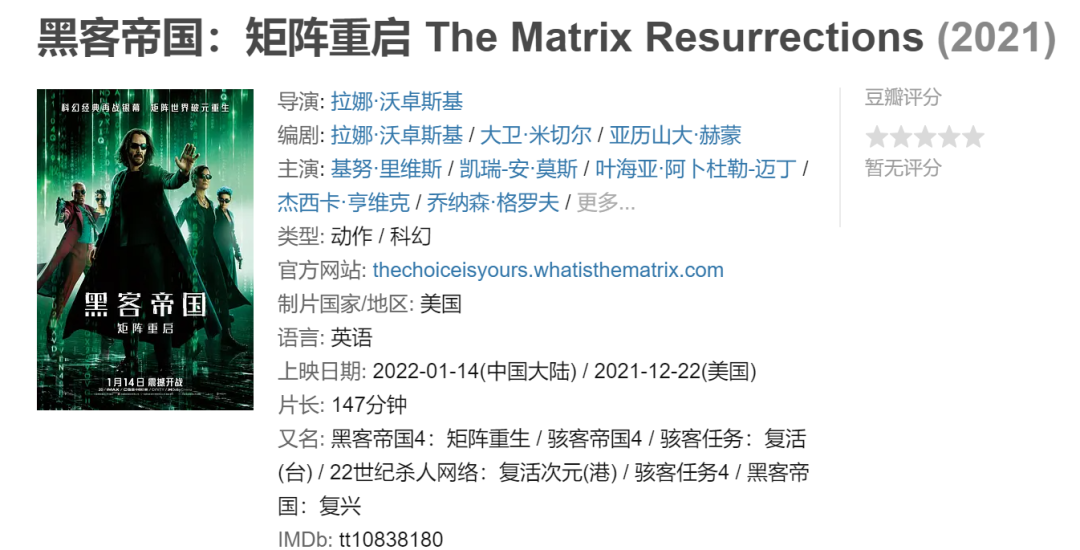 黑客帝国：矩阵重启 The Matrix Resurrections (2021)
科幻经典再战银幕 矩阵世界破元重生
黑客帝国
矩阵重启
1月14日 震撼开战
导演: 拉娜·沃卓斯基
编剧: 拉娜·沃卓斯基 / 大卫·米切尔 / 亚历山大·赫蒙
主演: 基努·里维斯 / 凯瑞-安·莫斯 / 叶海亚·阿卜杜勒-迈丁 /
杰西卡·亨维克 / 乔纳森·格罗夫 / 更多...
类型: 动作 / 科幻
官方网站: thechoiceisyours.whatisthematrix.com
制片国家/地区: 美国
语言: 英语
上映日期: 2022-01-14(中国大陆) / 2021-12-22(美国)
片长: 147分钟
又名: 黑客帝国4：矩阵重生 / 骇客帝国4 / 骇客任务：复活
(台) / 22世纪杀人网络：复活次元(港) / 骇客任务4 / 黑客帝
国：复兴
IMDb: tt10838180
豆瓣评分
暂无评分